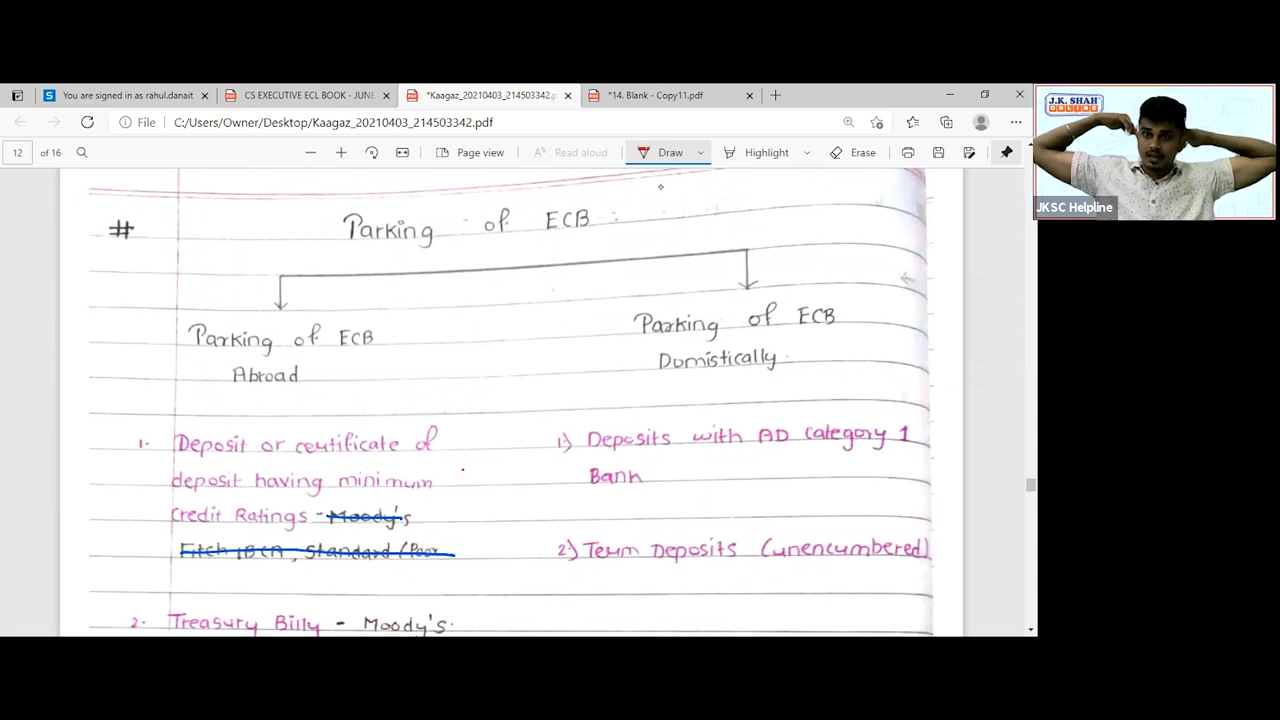 You are signed in as rahul.danait
CS EXECUTIVE ECL BOOK - JUNE
*Kaagaz_20210403_214503342.p
*14. Blank - Copy11.pdf
File C:/Users/Owner/Desktop/Kaagaz_20210403_214503342.pdf
12 of 16
Page view
Read aloud
Draw
Highlight
Erase
J.K. SHAH
ONLINE
JKSC Helpline
# Parking of ECB :
Parking of ECB
Abroad
Parking of ECB
Domistically.
1. Deposit or ceutificate of
deposit having minimum
Credit Ratings - Moody's
Fitch IBCA, Standard/Poor
2. Treasury Billy - Moody's.
1) Deposits with AD Category 1
Bank
2) Term Deposits (unencumbered)